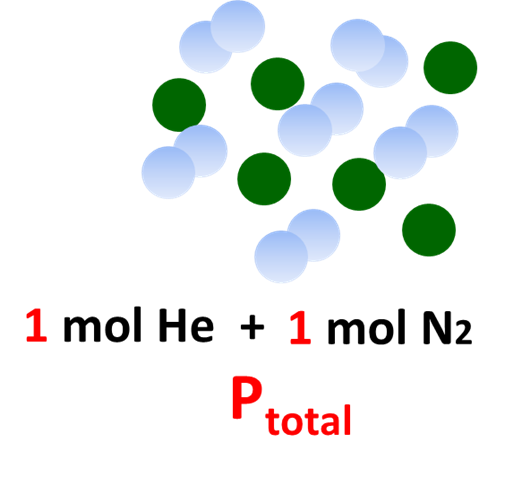 1 mol He + 1 mol N2
Ptotal